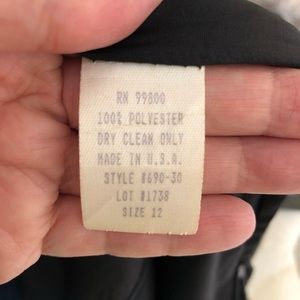 RN 99800
100% POLYESTER
DRY CLEAN ONLY
MADE IN U.S.A.
STYLE #690-30
LOT #1738
SIZE 12